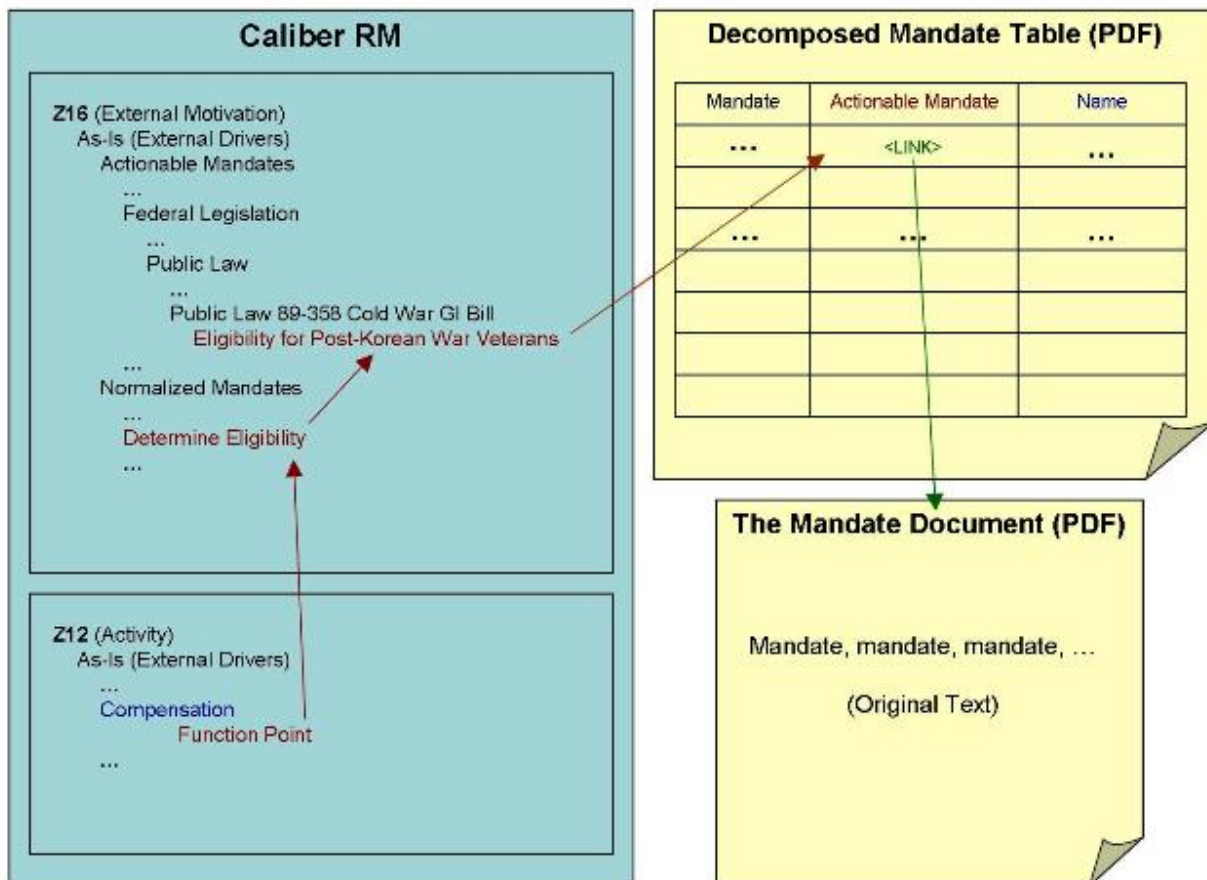 Caliber RM
Z16 (External Motivation)
As-Is (External Drivers)
Actionable Mandates
...
Federal Legislation
...
Public Law
...
Public Law 89-358 Cold War GI Bill
Eligibility for Post-Korean War Veterans
...
Normalized Mandates
...
Determine Eligibility
...
Z12 (Activity)
As-Is (External Drivers)
...
Compensation
Function Point
...
Decomposed Mandate Table (PDF)
Mandate Actionable Mandate Name
... <LINK> ...
... ... ...
The Mandate Document (PDF)
Mandate, mandate, mandate, ...
(Original Text)